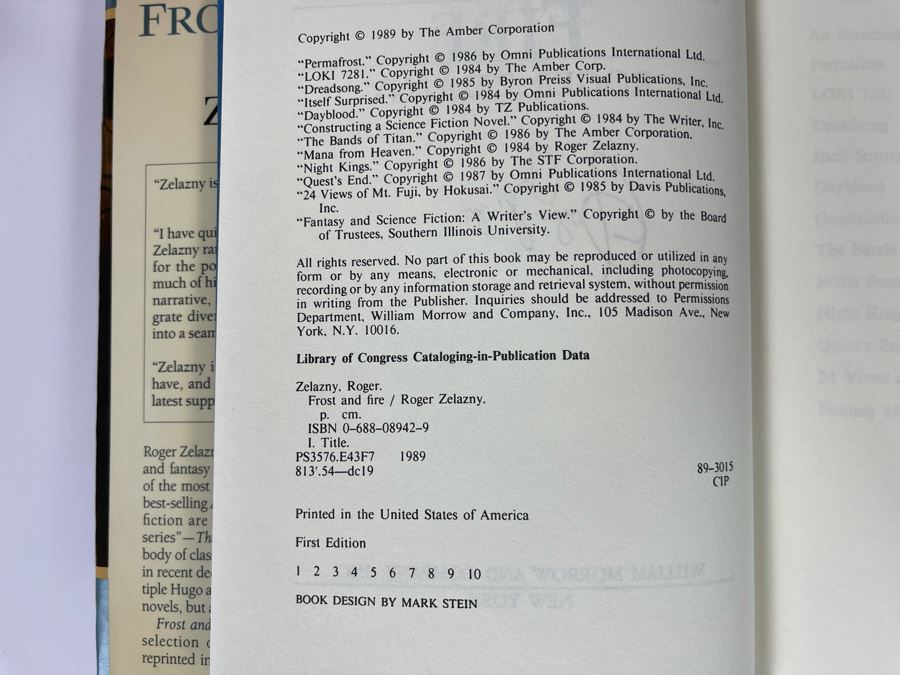 FRO
Z
"Zelazny is
"I have qui
Zelazny
for the po
much of hi
narrative,
grate dive
into a seam
"Zelazny i
have, and
latest supp
Roger Zelaz
and fantasy
of the most
best-selling
fiction are
series"—Th
body of clas
in recent de
tiple Hugo a
novels, but
Frost and
selection
reprinted in
Copyright © 1989 by The Amber Corporation
"Permafrost." Copyright © 1986 by Omni Publications International Ltd.
"LOKI 7281." Copyright © 1984 by The Amber Corp.
"Dreadsong." Copyright © 1985 by Byron Preiss Visual Publications, Inc.
"Itself Surprised." Copyright © 1984 by Omni Publications International Ltd.
"Dayblood." Copyright © 1984 by TZ Publications.
"Constructing a Science Fiction Novel." Copyright © 1984 by The Writer, Inc.
"The Bands of Titan." Copyright © 1986 by The Amber Corporation.
"Mana from Heaven." Copyright © 1984 by Roger Zelazny.
"Night Kings." Copyright © 1986 by The STF Corporation.
"Quest's End." Copyright © 1987 by Omni Publications International Ltd.
"24 Views of Mt. Fuji, by Hokusai." Copyright © 1985 by Davis Publications,
Inc.
"Fantasy and Science Fiction: A Writer's View." Copyright © by the Board
of Trustees, Southern Illinois University.
All rights reserved. No part of this book may be reproduced or utilized in any
form or by any means, electronic or mechanical, including photocopying,
recording or by any information storage and retrieval system, without permission
in writing from the Publisher. Inquiries should be addressed to Permissions
Department, William Morrow and Company, Inc., 105 Madison Ave., New
York, N.Y. 10016.
Library of Congress Cataloging-in-Publication Data
Zelazny, Roger.
Frost and fire / Roger Zelazny.
p. cm.
ISBN 0-688-08942-9
I. Title.
PS3576.E43F7 1989
813'.54—dc19 89-3015
CIP
Printed in the United States of America
First Edition
1 2 3 4 5 6 7 8 9 10
BOOK DESIGN BY MARK STEIN